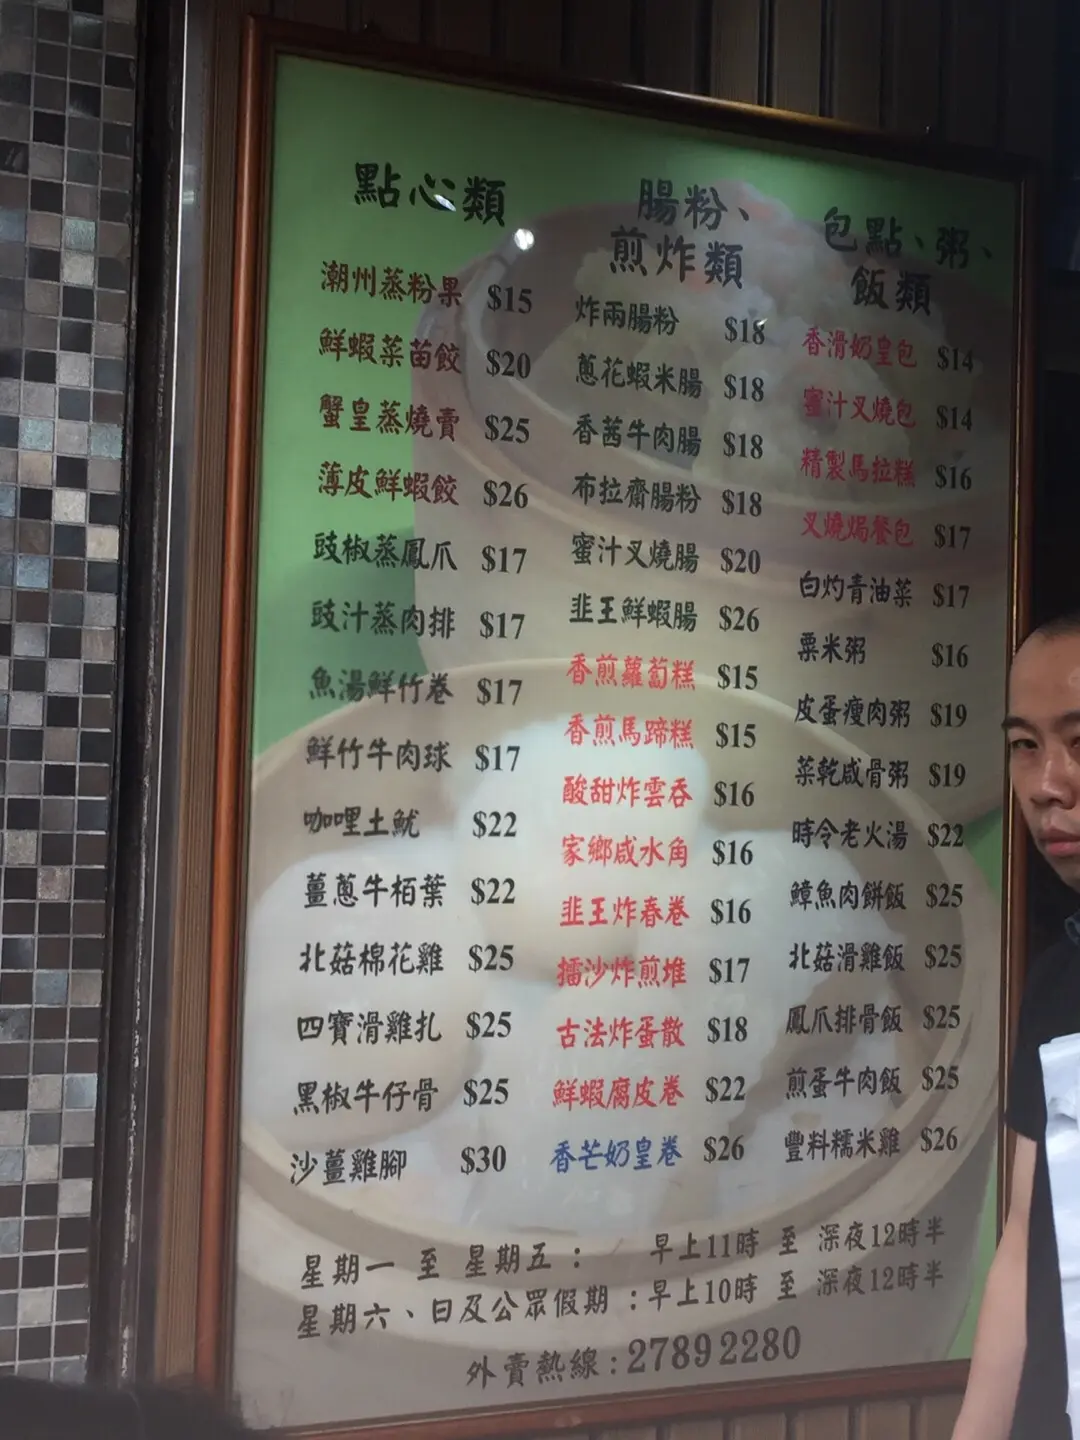 點心類
潮州蒸粉果 $15
鮮蝦菜苗餃 $20
蟹皇蒸燒賣 $25
薄皮鮮蝦餃 $26
豉椒蒸鳳爪 $17
豉汁蒸肉排 $17
魚湯鮮竹卷 $17
鮮竹牛肉球 $17
咖哩土魷 $22
薑蔥牛栢葉 $22
北菇棉花雞 $25
四寶滑雞扎 $25
黑椒牛仔骨 $25
沙薑雞腳 $30
腸粉、
煎炸類
炸兩腸粉 $18
蔥花蝦米腸 $18
香茜牛肉腸 $18
布拉齋腸粉 $18
蜜汁叉燒腸 $20
韭王鮮蝦腸 $26
香煎蘿蔔糕 $15
香煎馬蹄糕 $15
酸甜炸雲吞 $16
家鄉咸水角 $16
韭王炸春卷 $16
擂沙炸煎堆 $17
古法炸蛋散 $18
鮮蝦腐皮卷 $22
香芒奶皇卷 $26
包點、粥、
飯類
香滑奶皇包 $14
蜜汁叉燒包 $14
精製馬拉糕 $16
叉燒焗餐包 $17
白灼青油菜 $17
粟米粥 $16
皮蛋瘦肉粥 $19
菜乾咸骨粥 $19
時令老火湯 $22
鱆魚肉餅飯 $25
北菇滑雞飯 $25
鳳爪排骨飯 $25
煎蛋牛肉飯 $25
豐料糯米雞 $26
星期一 至 星期五： 早上11時 至 深夜12時半
星期六、日及公眾假期：早上10時 至 深夜12時半
外賣熱線：27892280